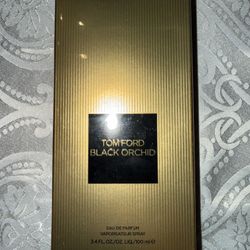 TOM FORD
BLACK ORCHID
EAU DE PARFUM
VAPORISATEUR SPRAY
3.4 FL.OZ./OZ. LIQ./100 ml ℮